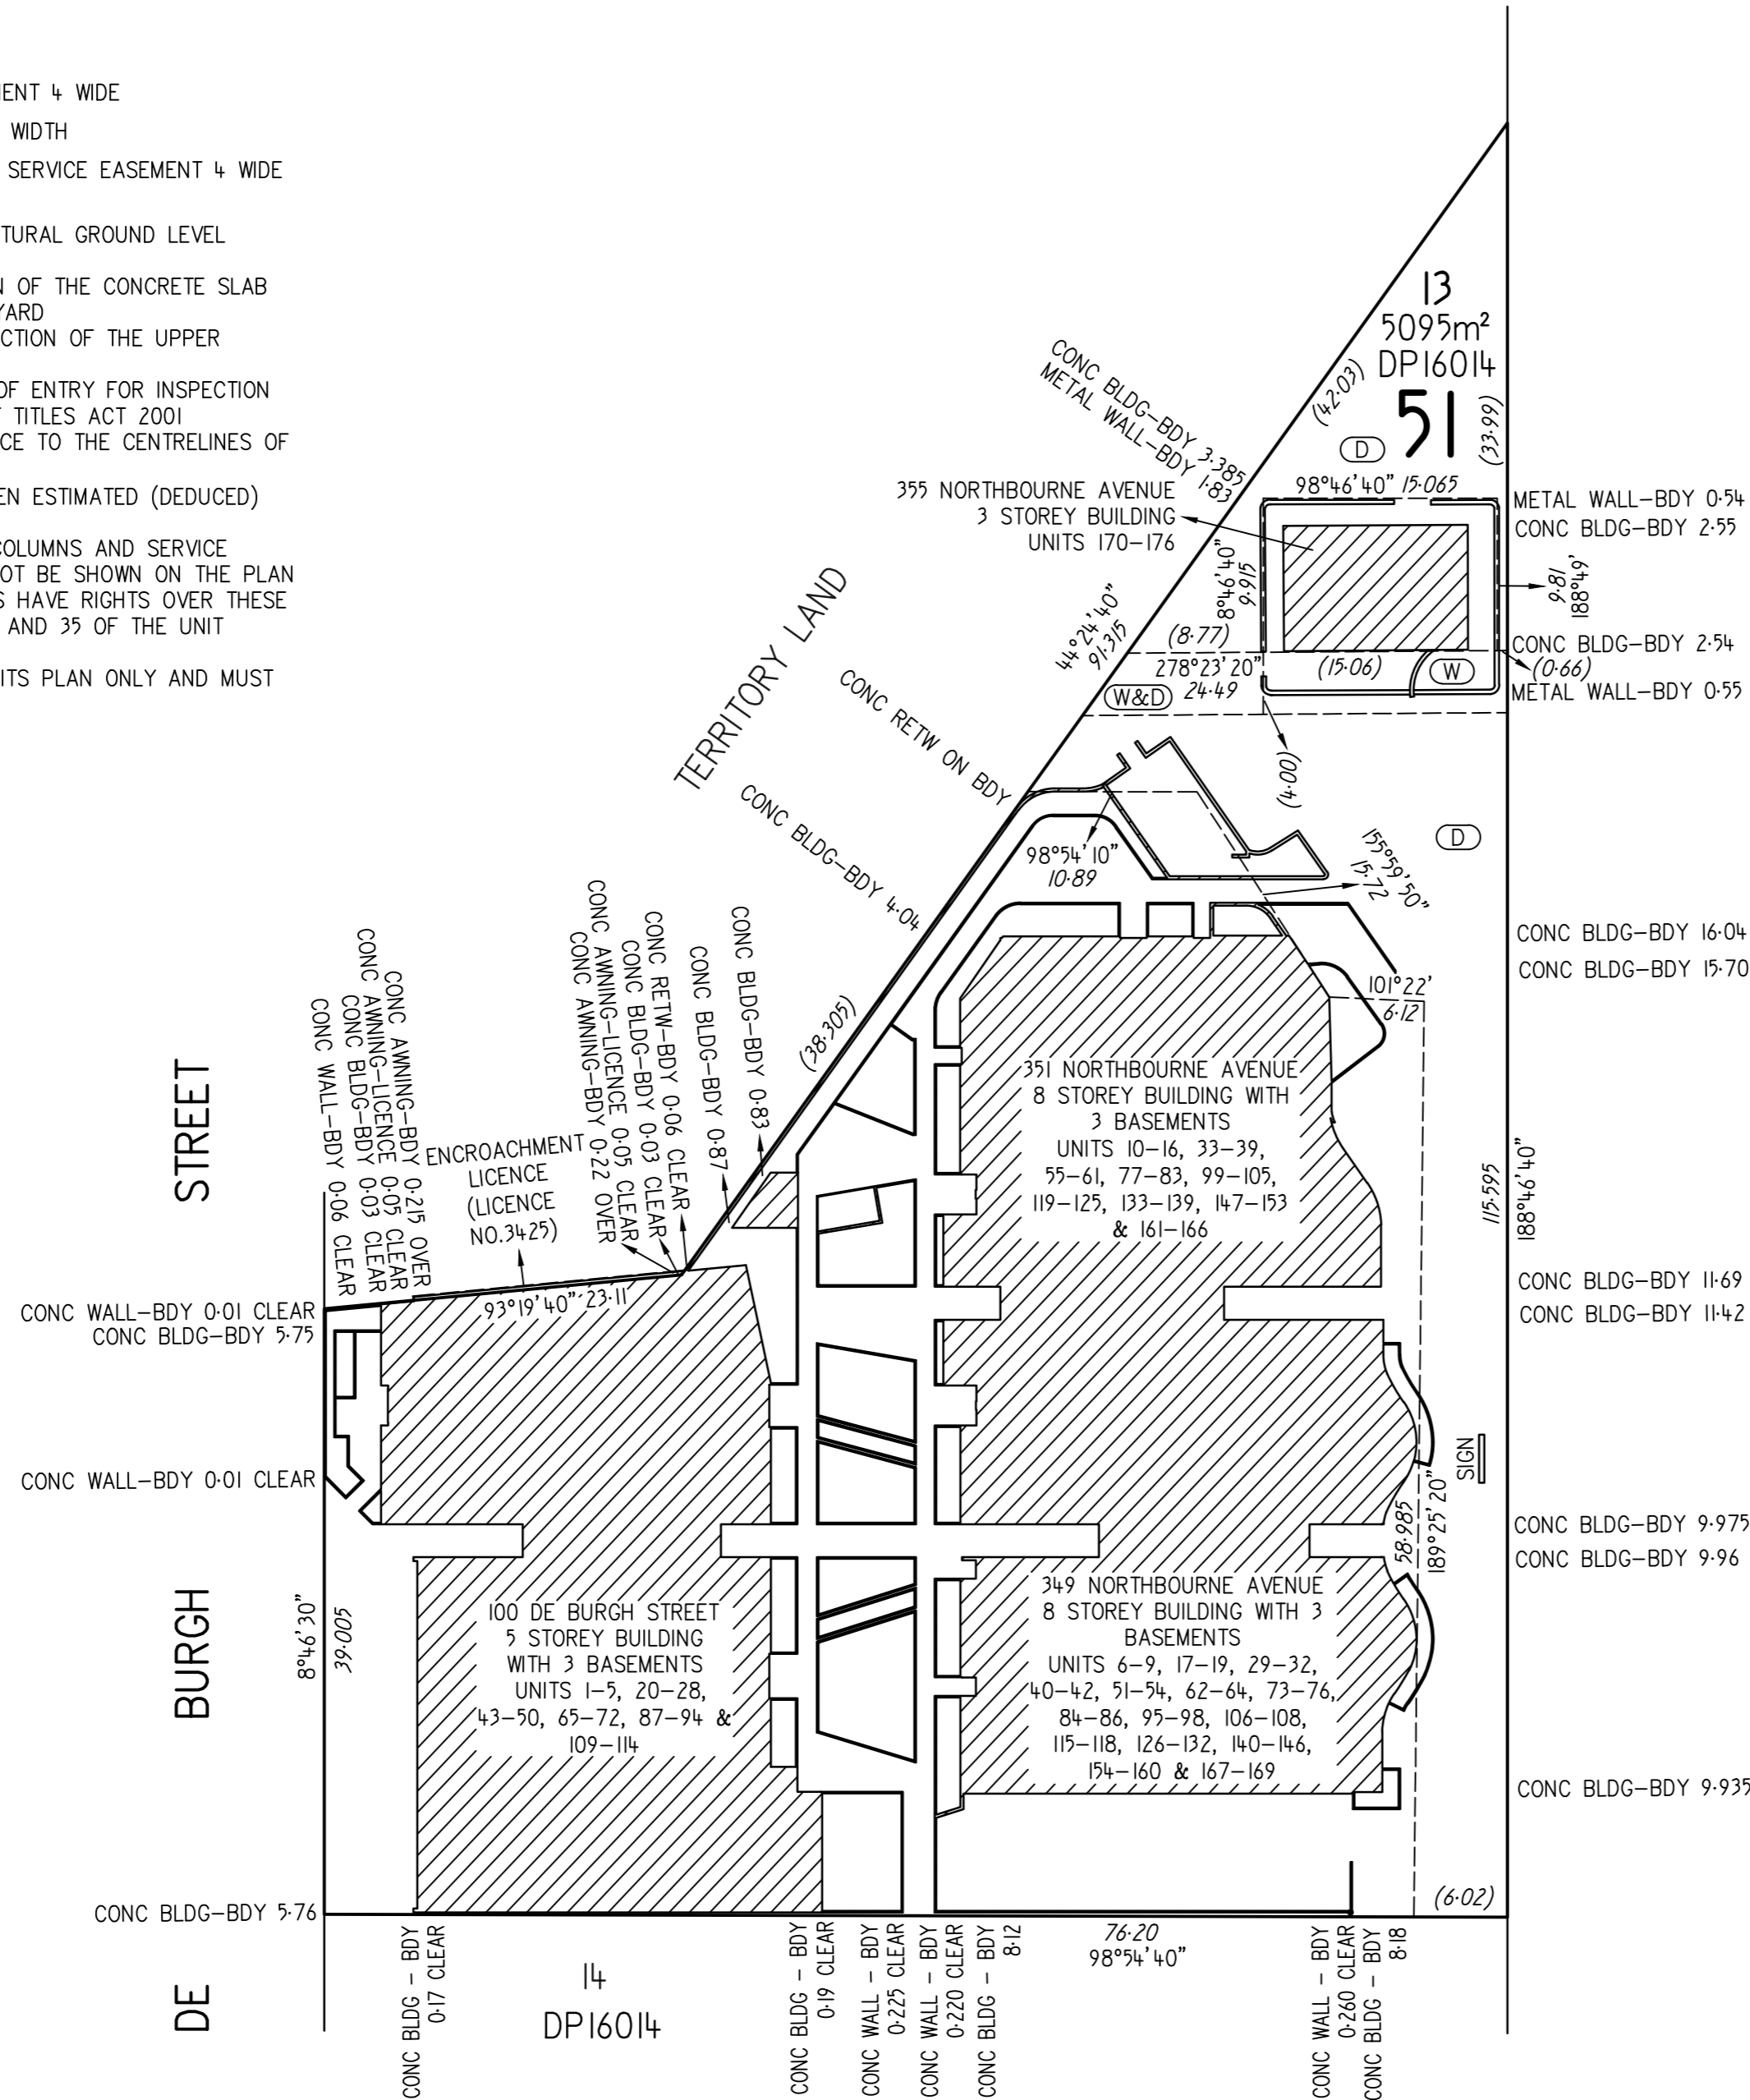 ENT 4 WIDE
WIDTH
SERVICE EASEMENT 4 WIDE
TURAL GROUND LEVEL
OF THE CONCRETE SLAB
YARD
CTION OF THE UPPER
OF ENTRY FOR INSPECTION
TITLES ACT 2001
CE TO THE CENTRELINES OF
EN ESTIMATED (DEDUCED)
COLUMNS AND SERVICE
OT BE SHOWN ON THE PLAN
S HAVE RIGHTS OVER THESE
AND 35 OF THE UNIT
ITS PLAN ONLY AND MUST
13
5095m²
DP16014
51
(42·03)
(33·99)
D
CONC BLDG-BDY 3·385
METAL WALL-BDY 1·83
98°46'40" 15·065
355 NORTHBOURNE AVENUE
3 STOREY BUILDING
UNITS 170-176
METAL WALL-BDY 0·54
CONC BLDG-BDY 2·55
8°46'40"
9·915
9·81
188°49'
44°24'40"
91·315
(8·77)
278°23'20"
24·49
(15·06)
W
W&D
CONC BLDG-BDY 2·54
(0·66)
METAL WALL-BDY 0·55
(4·00)
TERRITORY LAND
CONC RETW ON BDY
CONC BLDG-BDY 4·04
98°54'10"
10·89
D
155°59'50"
15·72
CONC BLDG-BDY 16·04
CONC BLDG-BDY 15·70
101°22'
6·12
(38·305)
CONC BLDG-BDY 0·83
CONC BLDG-BDY 0·87
CONC RETW-BDY 0·06 CLEAR
CONC BLDG-BDY 0·03 CLEAR
CONC AWNING-LICENCE 0·05 CLEAR
CONC AWNING-BDY 0·22 OVER
CONC AWNING-BDY 0·215 OVER
CONC AWNING-LICENCE 0·05 CLEAR
CONC BLDG-BDY 0·03 CLEAR
CONC WALL-BDY 0·06 CLEAR
ENCROACHMENT
LICENCE
(LICENCE
NO.3425)
351 NORTHBOURNE AVENUE
8 STOREY BUILDING WITH
3 BASEMENTS
UNITS 10-16, 33-39,
55-61, 77-83, 99-105,
119-125, 133-139, 147-153
& 161-166
115·595
188°46'40"
STREET
CONC WALL-BDY 0·01 CLEAR
CONC BLDG-BDY 5·75
93°19'40" 23·11
CONC BLDG-BDY 11·69
CONC BLDG-BDY 11·42
CONC WALL-BDY 0·01 CLEAR
SIGN
58·985
189°25'20"
CONC BLDG-BDY 9·975
CONC BLDG-BDY 9·96
BURGH
8°46'30"
39·005
100 DE BURGH STREET
5 STOREY BUILDING
WITH 3 BASEMENTS
UNITS 1-5, 20-28,
43-50, 65-72, 87-94 &
109-114
349 NORTHBOURNE AVENUE
8 STOREY BUILDING WITH 3
BASEMENTS
UNITS 6-9, 17-19, 29-32,
40-42, 51-54, 62-64, 73-76,
84-86, 95-98, 106-108,
115-118, 126-132, 140-146,
154-160 & 167-169
CONC BLDG-BDY 9·935
CONC BLDG-BDY 5·76
(6·02)
DE
CONC BLDG - BDY
0·17 CLEAR
14
DP16014
CONC BLDG - BDY
0·19 CLEAR
CONC WALL - BDY
0·225 CLEAR
CONC WALL - BDY
0·220 CLEAR
CONC BLDG - BDY
8·12
76·20
98°54'40"
CONC WALL - BDY
0·260 CLEAR
CONC BLDG - BDY
8·18